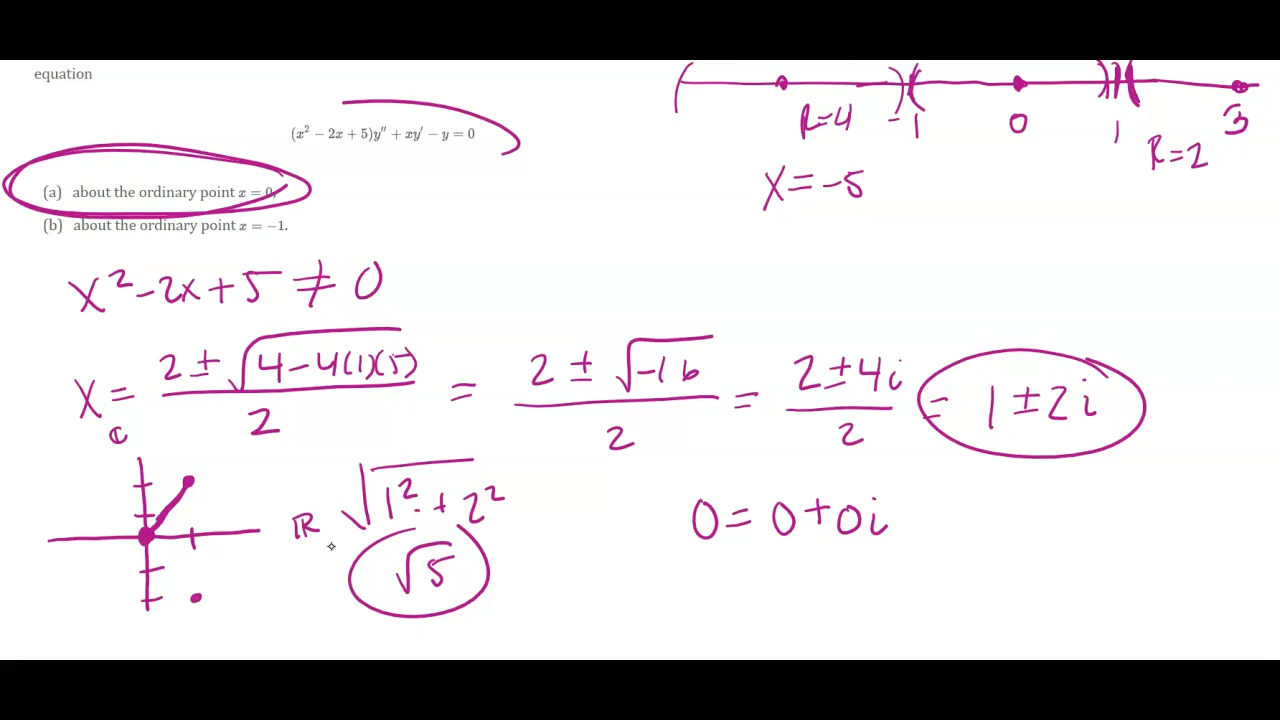 equation
(x² − 2x + 5)y″ + xy′ − y = 0
(a) about the ordinary point x = 0,
(b) about the ordinary point x = −1.
R=4 -1 0 1 3
R=2
X=-5
x²-2x+5 ≠ 0
X = (2 ± √(4-4(1)(5)))/2 = (2 ± √-16)/2 = (2±4i)/2 = 1 ± 2i
ℝ √(1² + 2²)
√5
0 = 0+0i